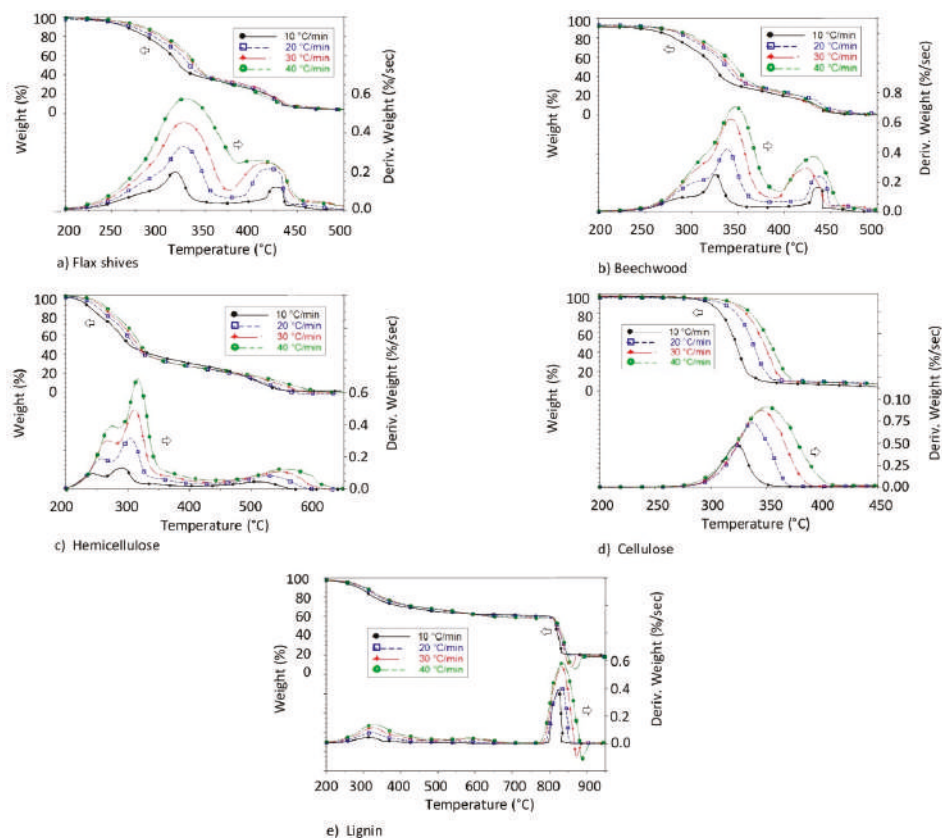 100
80
60
40
20
0
Weight (%)
10 °C/min
20 °C/min
30 °C/min
40 °C/min
0.6
0.4
0.2
0.0
Deriv. Weight (%/sec)
200 250 300 350 400 450 500
Temperature (°C)
a) Flax shives
100
80
60
40
20
0
Weight (%)
10 °C/min
20 °C/min
30 °C/min
40 °C/min
0.8
0.6
0.4
0.2
0.0
Deriv. Weight (%/sec)
200 250 300 350 400 450 500
Temperature (°C)
b) Beechwood
100
80
60
40
20
0
Weight (%)
10 °C/min
20 °C/min
30 °C/min
40 °C/min
0.6
0.4
0.2
0.0
Deriv. Weight (%/sec)
200 300 400 500 600
Temperature (°C)
c) Hemicellulose
100
80
60
40
20
0
Weight (%)
10 °C/min
20 °C/min
30 °C/min
40 °C/min
0.10
0.75
0.50
0.25
0.00
Deriv. Weight (%/sec)
200 250 300 350 400 450
Temperature (°C)
d) Cellulose
100
80
60
40
20
0
Weight (%)
10 °C/min
20 °C/min
30 °C/min
40 °C/min
0.6
0.4
0.2
0.0
Deriv. Weight (%/sec)
200 300 400 500 600 700 800 900
Temperature (°C)
e) Lignin